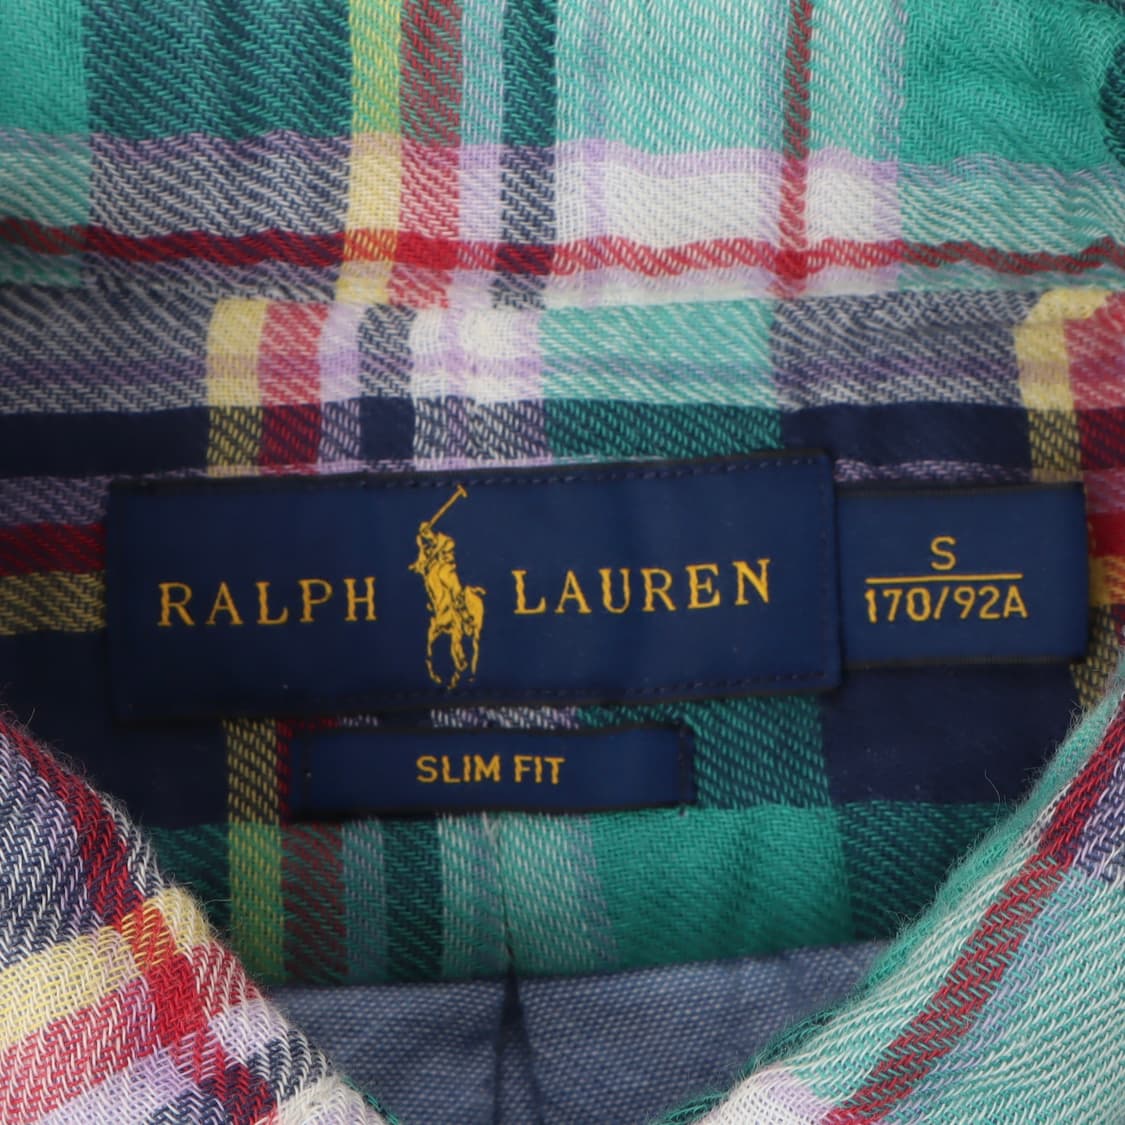 RALPH LAUREN
S
170/92A
SLIM FIT